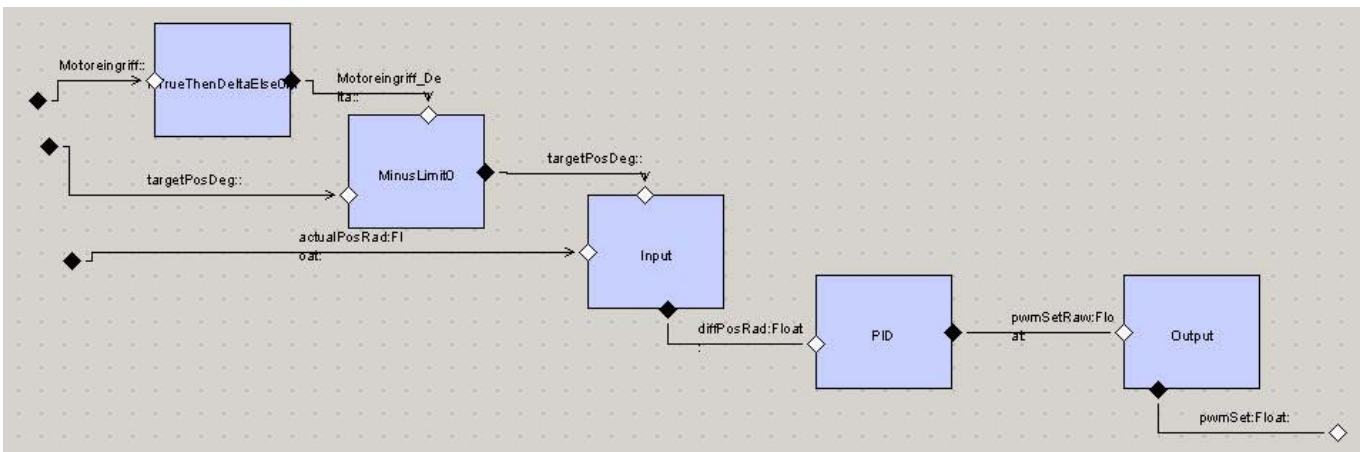 Motoreingriff::
TrueThenDeltaElse
Motoreingriff_De
lta::
MinusLimit0
targetPosDeg::
targetPosDeg::
actualPosRad:Fl
oat:
Input
diffPosRad:Float
:
PID
pwmSetRaw:Flo
at:
Output
pwmSet:Float: